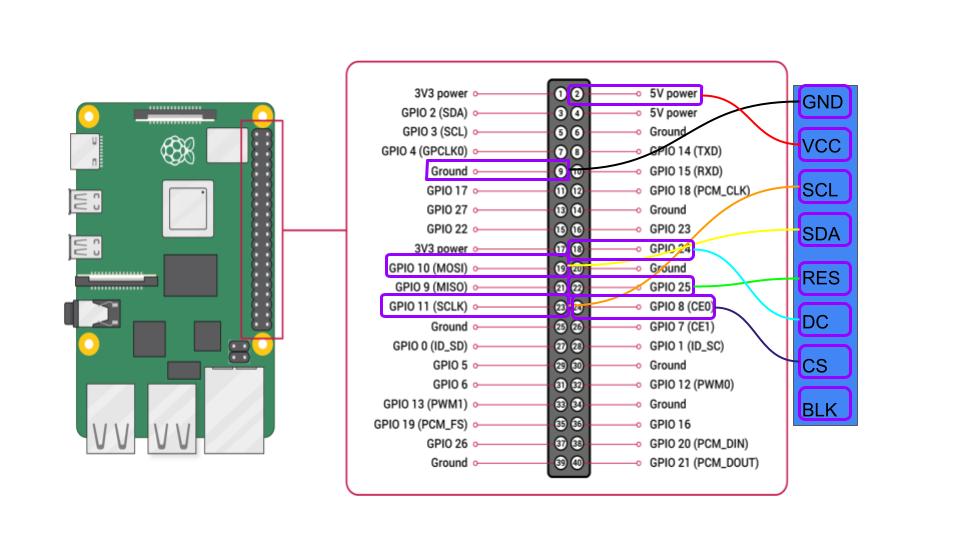 3V3 power 1 2 5V power
GPIO 2 (SDA) 3 4 5V power
GPIO 3 (SCL) 5 6 Ground
GPIO 4 (GPCLK0) 7 8 GPIO 14 (TXD)
Ground 9 10 GPIO 15 (RXD)
GPIO 17 11 12 GPIO 18 (PCM_CLK)
GPIO 27 13 14 Ground
GPIO 22 15 16 GPIO 23
3V3 power 17 18 GPIO 24
GPIO 10 (MOSI) 19 20 Ground
GPIO 9 (MISO) 21 22 GPIO 25
GPIO 11 (SCLK) 23 24 GPIO 8 (CE0)
Ground 25 26 GPIO 7 (CE1)
GPIO 0 (ID_SD) 27 28 GPIO 1 (ID_SC)
GPIO 5 29 30 Ground
GPIO 6 31 32 GPIO 12 (PWM0)
GPIO 13 (PWM1) 33 34 Ground
GPIO 19 (PCM_FS) 35 36 GPIO 16
GPIO 26 37 38 GPIO 20 (PCM_DIN)
Ground 39 40 GPIO 21 (PCM_DOUT)
GND
VCC
SCL
SDA
RES
DC
CS
BLK